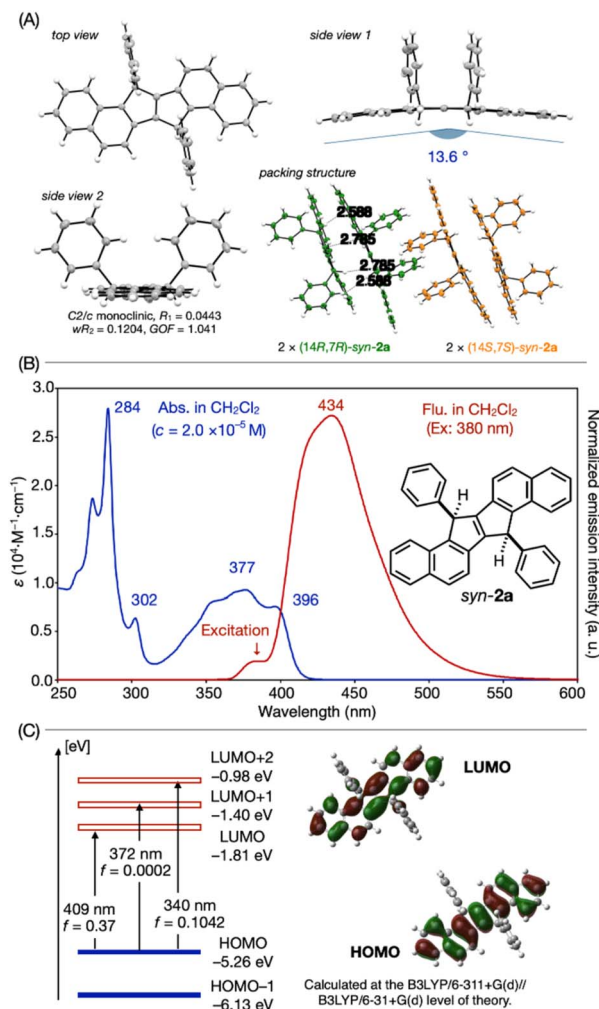 (A)
top view
side view 1
13.6 °
side view 2
packing structure
2.588
2.785
2.785
2.588
C2/c monoclinic, R1 = 0.0443
wR2 = 0.1204, GOF = 1.041
2 × (14R,7R)-syn-2a
2 × (14S,7S)-syn-2a
(B)
3.0
2.5
2.0
1.5
1.0
0.5
0.0
ε (10⁴·M⁻¹·cm⁻¹)
284
Abs. in CH2Cl2
(c = 2.0 ×10⁻⁵ M)
434
Flu. in CH2Cl2
(Ex: 380 nm)
302
377
396
Excitation
↓
H
H
syn-2a
Normalized emission intensity (a. u.)
250
300
350
400
450
500
550
600
Wavelength (nm)
(C)
[eV]
LUMO+2
−0.98 eV
LUMO+1
−1.40 eV
LUMO
−1.81 eV
372 nm
f = 0.0002
409 nm
f = 0.37
340 nm
f = 0.1042
HOMO
−5.26 eV
HOMO−1
−6.13 eV
LUMO
HOMO
Calculated at the B3LYP/6-311+G(d)//
B3LYP/6-31+G(d) level of theory.